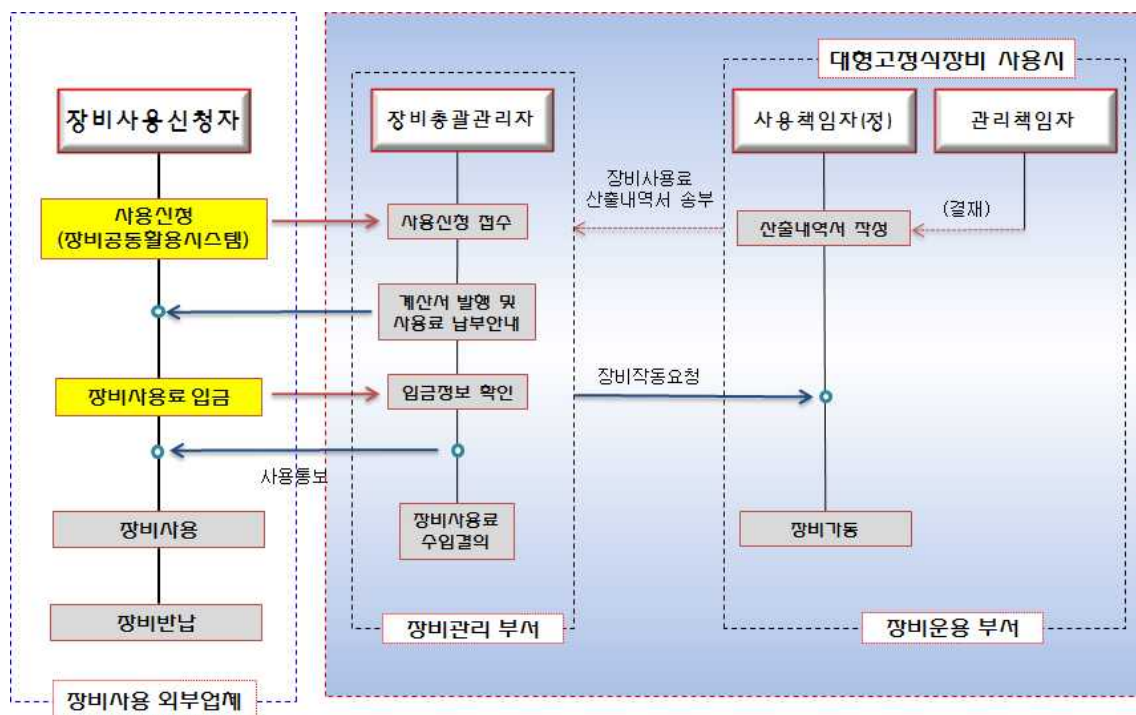 대형고정식장비 사용시
장비사용신청자
장비총괄관리자
사용책임자(정)
관리책임자
사용신청
(장비공동활용시스템)
사용신청 접수
장비사용료
산출내역서 송부
산출내역서 작성
(결재)
계산서 발행 및
사용료 납부안내
장비사용료 입금
입금정보 확인
장비작동요청
사용통보
장비사용
장비사용료
수입결의
장비가동
장비반납
장비관리 부서
장비운용 부서
장비사용 외부업체